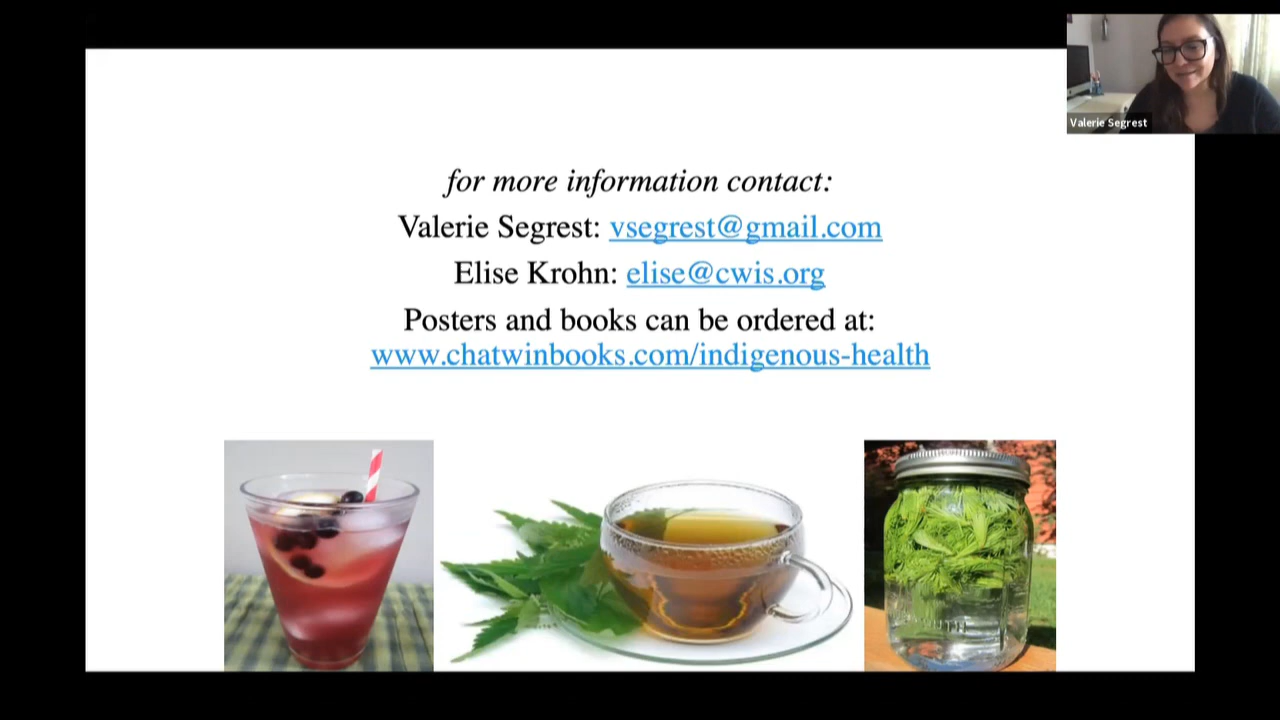 Valerie Segrest
for more information contact:
Valerie Segrest: vsegrest@gmail.com
Elise Krohn: elise@cwis.org
Posters and books can be ordered at:
www.chatwinbooks.com/indigenous-health